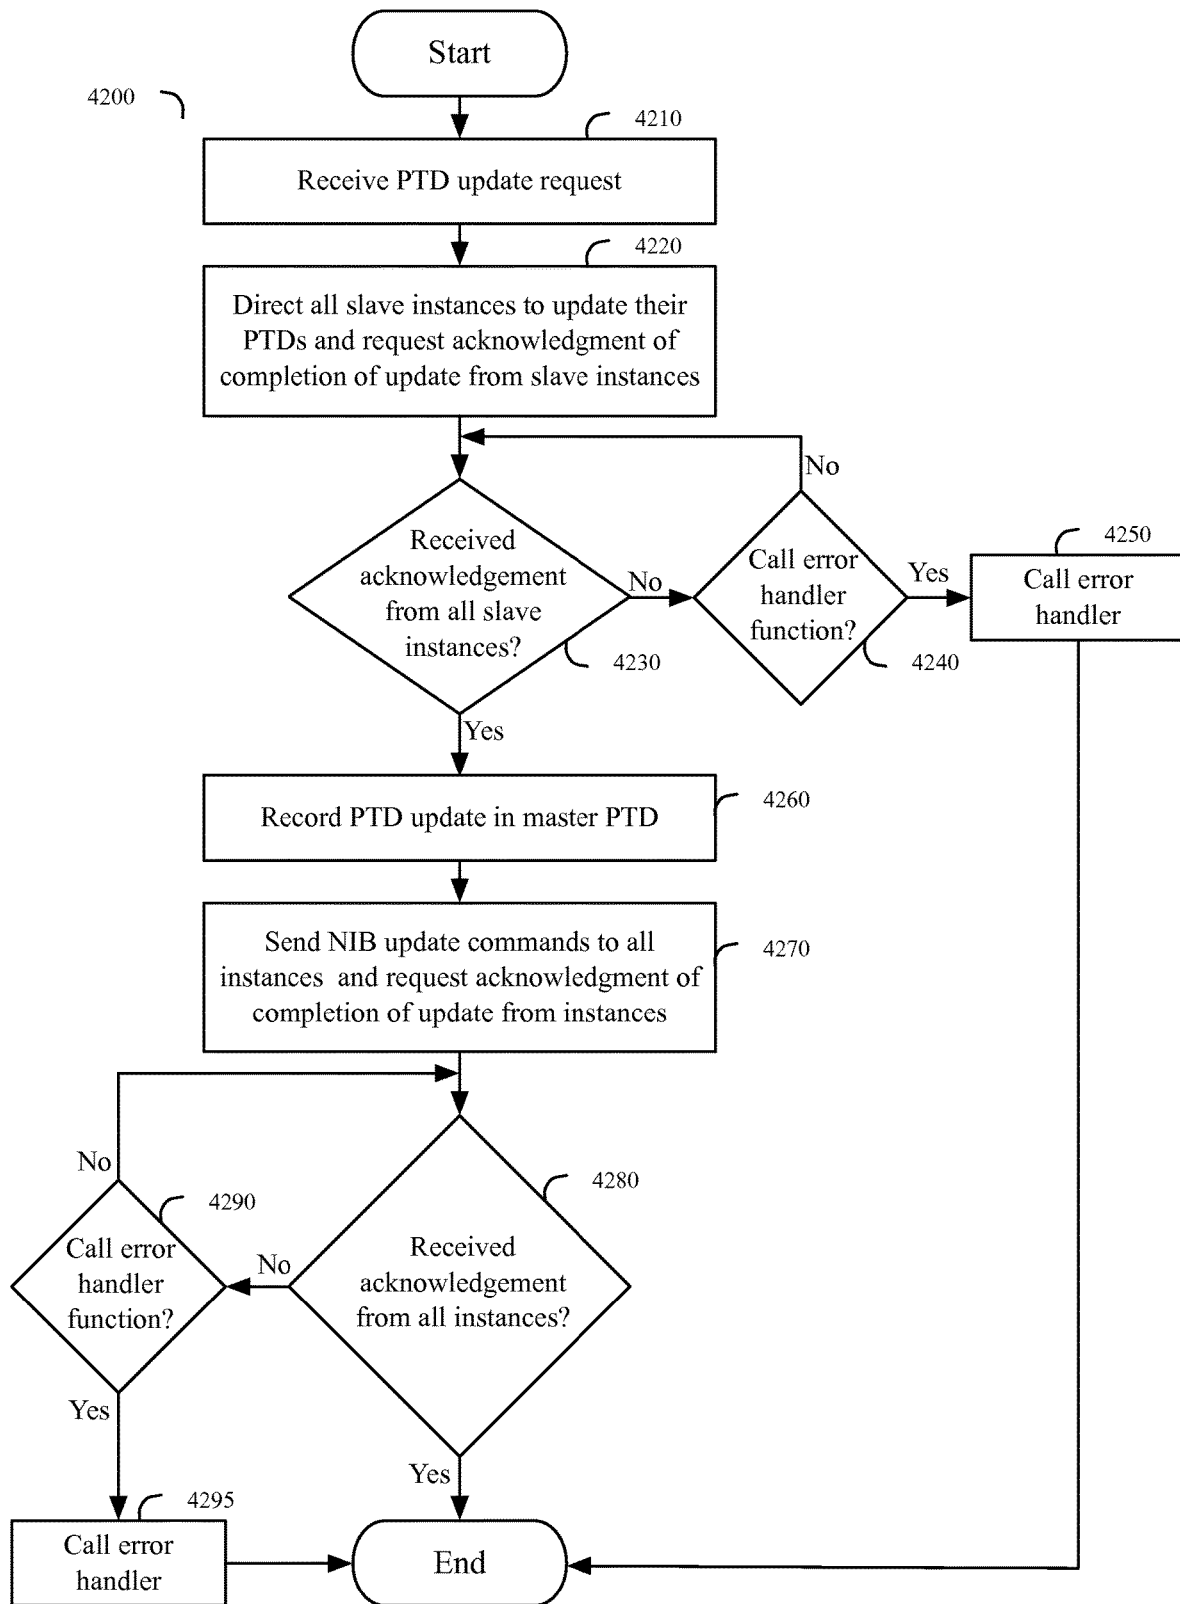 Start
4200
4210
Receive PTD update request
4220
Direct all slave instances to update their
PTDs and request acknowledgment of
completion of update from slave instances
No
Received
acknowledgement
from all slave
instances?
4230
No
Call error
handler
function?
4240
Yes
4250
Call error
handler
Yes
Record PTD update in master PTD
4260
Send NIB update commands to all
instances and request acknowledgment of
completion of update from instances
4270
No
4290
Call error
handler
function?
No
4280
Received
acknowledgement
from all instances?
Yes
Yes
4295
Call error
handler
End